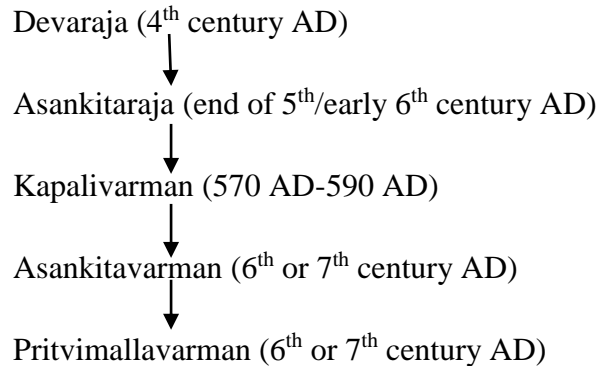 Devaraja (4th century AD)
Asankitaraja (end of 5th/early 6th century AD)
Kapalivarman (570 AD-590 AD)
Asankitavarman (6th or 7th century AD)
Pritvimallavarman (6th or 7th century AD)